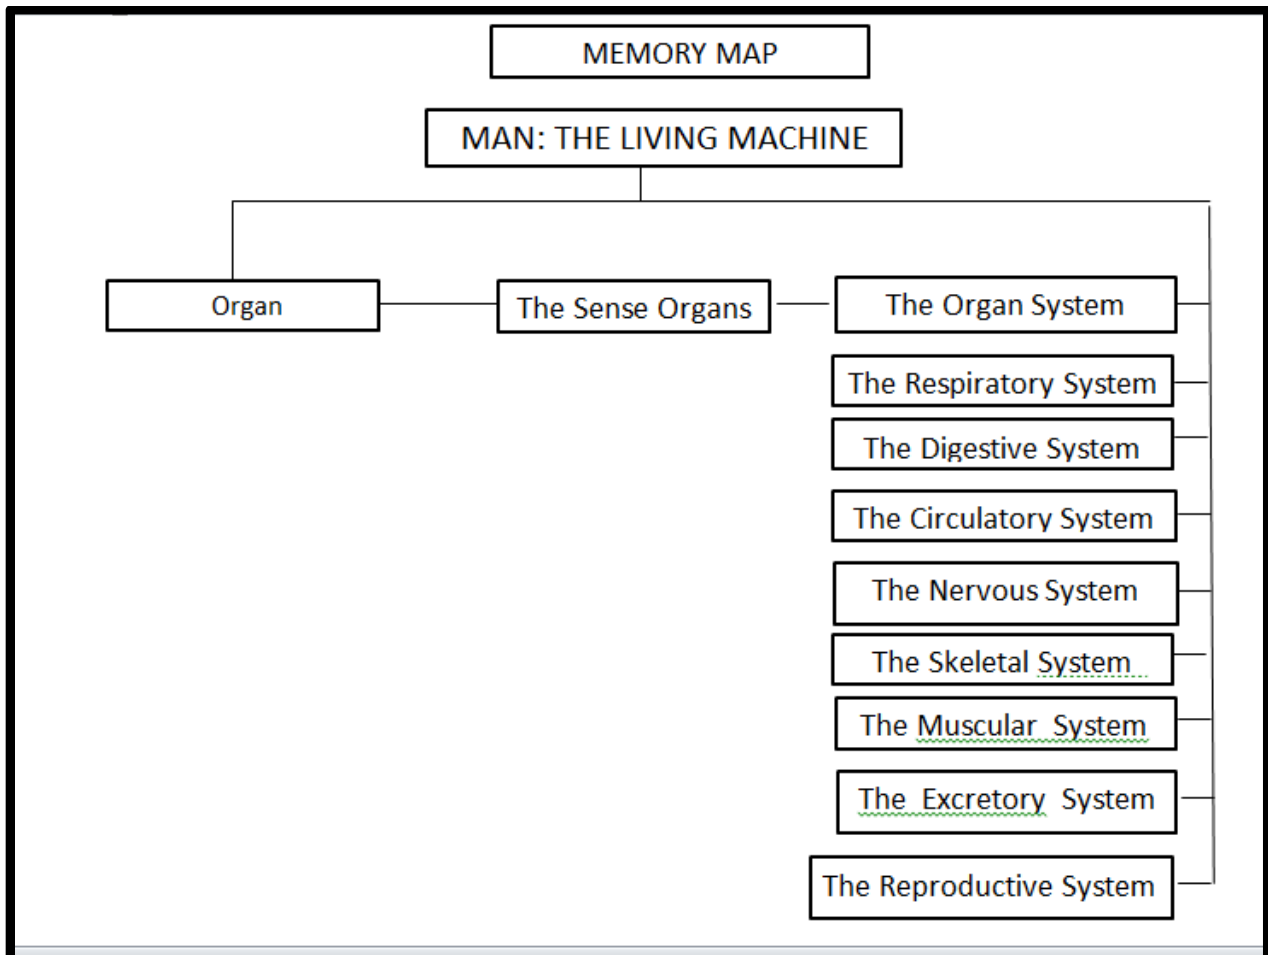 MEMORY MAP
MAN: THE LIVING MACHINE
Organ
The Sense Organs
The Organ System
The Respiratory System
The Digestive System
The Circulatory System
The Nervous System
The Skeletal System
The Muscular System
The Excretory System
The Reproductive System